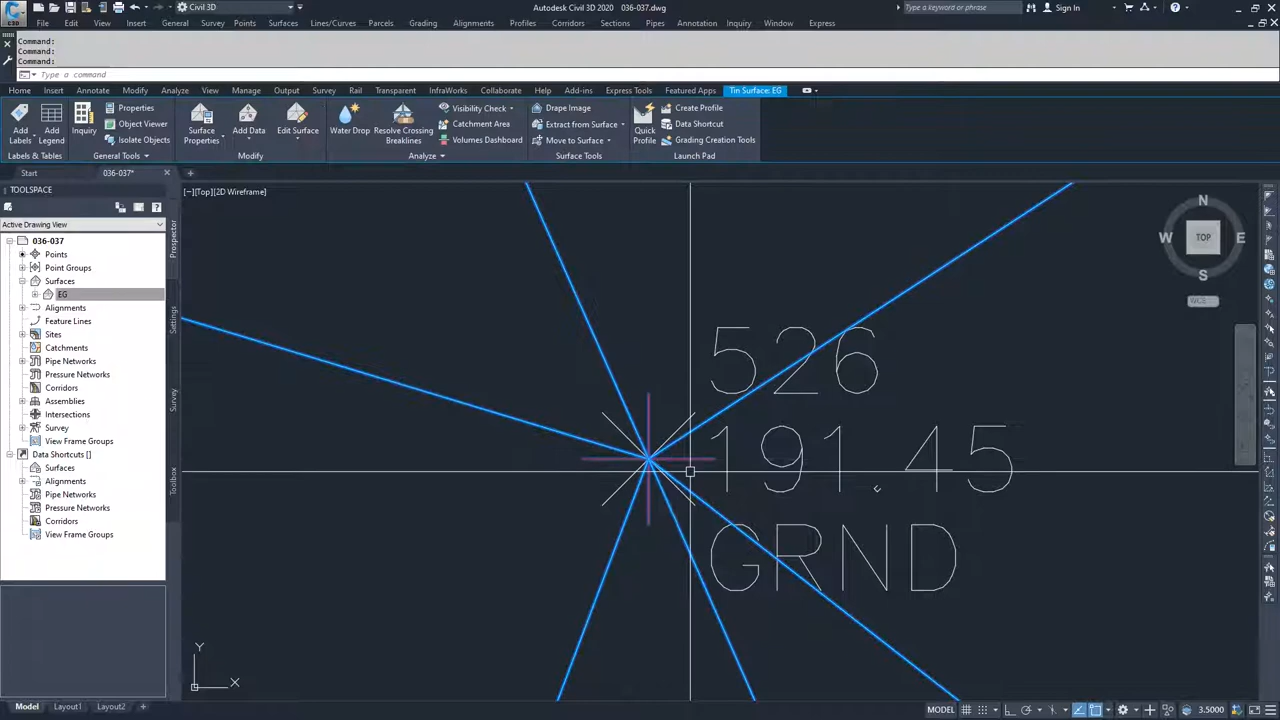 C3D
Civil 3D
Autodesk Civil 3D 2020   036-037.dwg
Type a keyword or phrase
Sign In
File Edit View Insert General Survey Points Surfaces Lines/Curves Parcels Grading Alignments Profiles Corridors Sections Pipes Annotation Inquiry Window Express
Command:
Command:
Command:
Type a command
Home Insert Annotate Modify Analyze View Manage Output Survey Rail Transparent InfraWorks Collaborate Help Add-ins Express Tools Featured Apps Tin Surface: EG
Add Labels
Add Legend
Inquiry
Properties
Object Viewer
Isolate Objects
Surface Properties
Add Data
Edit Surface
Water Drop
Resolve Crossing Breaklines
Visibility Check
Catchment Area
Volumes Dashboard
Drape Image
Extract from Surface
Move to Surface
Quick Profile
Create Profile
Data Shortcut
Grading Creation Tools
Labels & Tables
General Tools
Modify
Analyze
Surface Tools
Launch Pad
Start
036-037*
TOOLSPACE
Active Drawing View
036-037
Points
Point Groups
Surfaces
EG
Alignments
Feature Lines
Sites
Catchments
Pipe Networks
Pressure Networks
Corridors
Assemblies
Intersections
Survey
View Frame Groups
Data Shortcuts []
Surfaces
Alignments
Pipe Networks
Pressure Networks
Corridors
View Frame Groups
Prospector
Settings
Survey
Toolbox
[−][Top][2D Wireframe]
N
W
TOP
E
S
WCS
526
191.45
GRND
Y
X
Model Layout1 Layout2 +
MODEL
3.5000